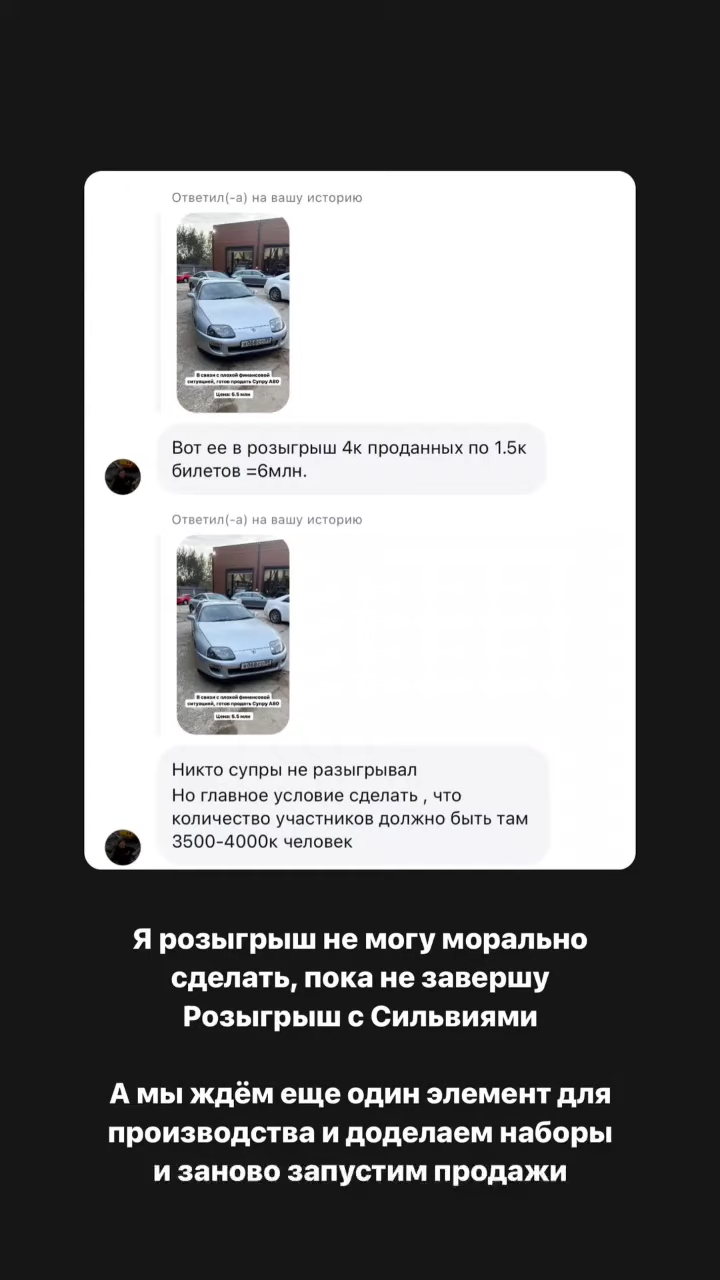 Ответил(-а) на вашу историю
В связи с плохой финансовой
ситуацией, готов продать Супру А80
Цена: 5.5 млн
Вот ее в розыгрыш 4к проданных по 1.5к
билетов =6млн.
Ответил(-а) на вашу историю
В связи с плохой финансовой
ситуацией, готов продать Супру А80
Цена: 5.5 млн
Никто супры не разыгрывал
Но главное условие сделать , что
количество участников должно быть там
3500-4000к человек
Я розыгрыш не могу морально
сделать, пока не завершу
Розыгрыш с Сильвиями
А мы ждём еще один элемент для
производства и доделаем наборы
и заново запустим продажи